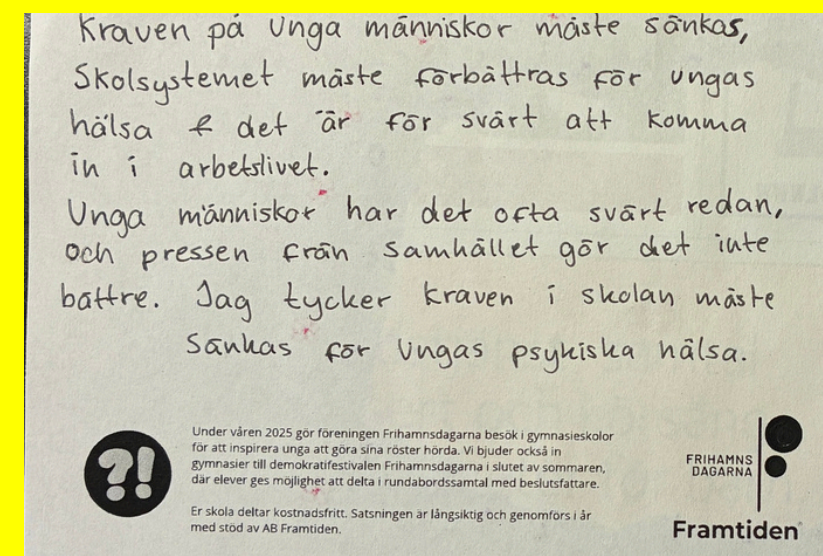 Kraven på unga människor måste sänkas,
Skolsystemet måste förbättras för ungas
hälsa & det är för svårt att komma
in i arbetslivet.
Unga människor har det ofta svårt redan,
och pressen från samhället gör det inte
bättre. Jag tycker kraven i skolan måste
sänkas för ungas psykiska hälsa.
?!
Under våren 2025 gör föreningen Frihamnsdagarna besök i gymnasieskolor
för att inspirera unga att göra sina röster hörda. Vi bjuder också in
gymnasier till demokratifestivalen Frihamnsdagarna i slutet av sommaren,
där elever ges möjlighet att delta i rundabordssamtal med beslutsfattare.
Er skola deltar kostnadsfritt. Satsningen är långsiktig och genomförs i år
med stöd av AB Framtiden.
FRIHAMNS
DAGARNA
Framtiden